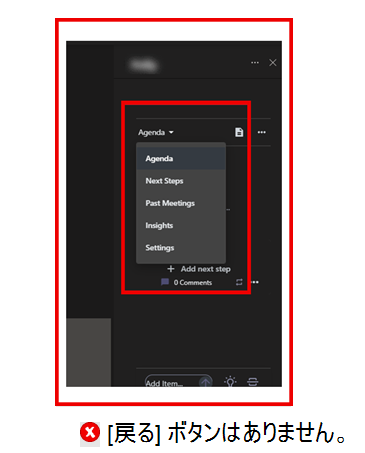 Agenda
Agenda
Next Steps
Past Meetings
Insights
Settings
Add next step
0 Comments
Add Item...
[戻る] ボタンはありません。